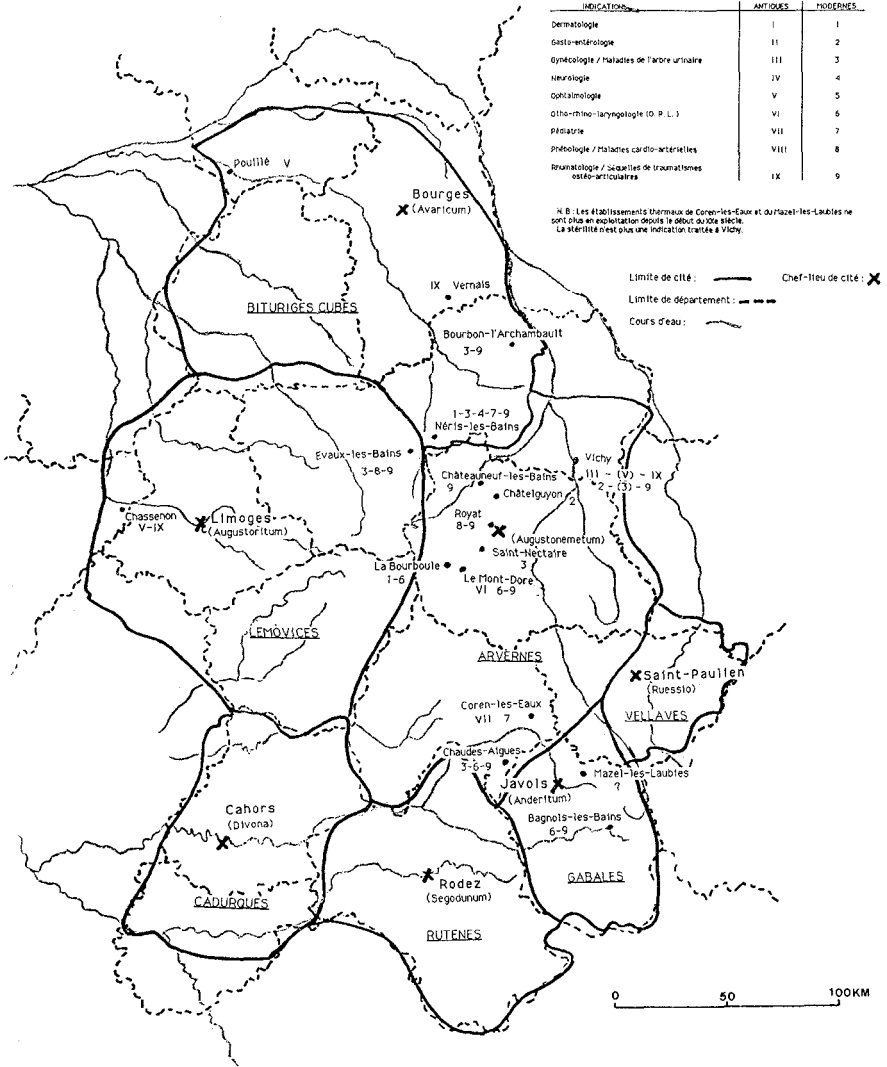 INDICATIONS ANTIQUES MODERNES
Dermatologie I 1
Gasto-entérologie II 2
Gynécologie / Maladies de l'arbre urinaire III 3
Neurologie IV 4
Ophtalmologie V 5
Otho-rhino-laryngologie (O. P. L.) VI 6
Pédiatrie VII 7
Phébologie / Maladies cardio-artérielles VIII 8
Rhumatologie / Séquelles de traumatismes
ostéo-articulaires IX 9
N. B : Les établissements thermaux de Coren-les-Eaux et du Mazel-les-Laubies ne
sont plus en exploitation depuis le début du XXe siècle.
La stérilité n'est plus une indication traitée à Vichy.
Limite de cité : Chef-lieu de cité :
Limite de département :
Cours d'eau :
Pouillé V
Bourges
(Avaricum)
IX Vernais
BITURIGES CUBES
Bourbon-l'Archambault
3-9
1-3-4-7-9
Néris-les-Bains
Evaux-les-Bains
3-8-9
Vichy
III - (V) - IX
2 - (3) - 9
Châteauneuf-les-Bains
9
Châtelguyon
2
Chassenon
V-IX
Limoges
(Augustoritum)
Royat
8-9
(Augustonemetum)
Saint-Nectaire
3
La Bourboule
1-6
Le Mont-Dore
VI 6-9
LEMOVICES
ARVERNES
Saint-Paulien
(Ruessio)
VELLAVES
Coren-les-Eaux
VII 7
Chaudes-Aigues
3-6-9
Javols
(Anderitum)
Mazel-les-Laubies
?
Cahors
(Divona)
Bagnols-les-Bains
6-9
Rodez
(Segodunum)
GABALES
CADURQUES
RUTENES
0 50 100KM